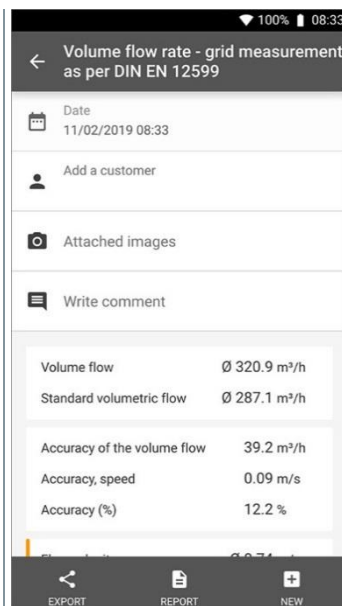 100% 08:33
Volume flow rate - grid measurement
as per DIN EN 12599
Date
11/02/2019 08:33
Add a customer
Attached images
Write comment
Volume flow Ø 320.9 m³/h
Standard volumetric flow Ø 287.1 m³/h
Accuracy of the volume flow 39.2 m³/h
Accuracy, speed 0.09 m/s
Accuracy (%) 12.2 %
EXPORT REPORT NEW